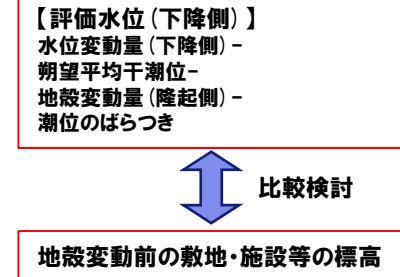 【評価水位(下降側)】
水位変動量(下降側)-
朔望平均干潮位-
地殻変動量(隆起側)-
潮位のばらつき
比較検討
地殻変動前の敷地・施設等の標高